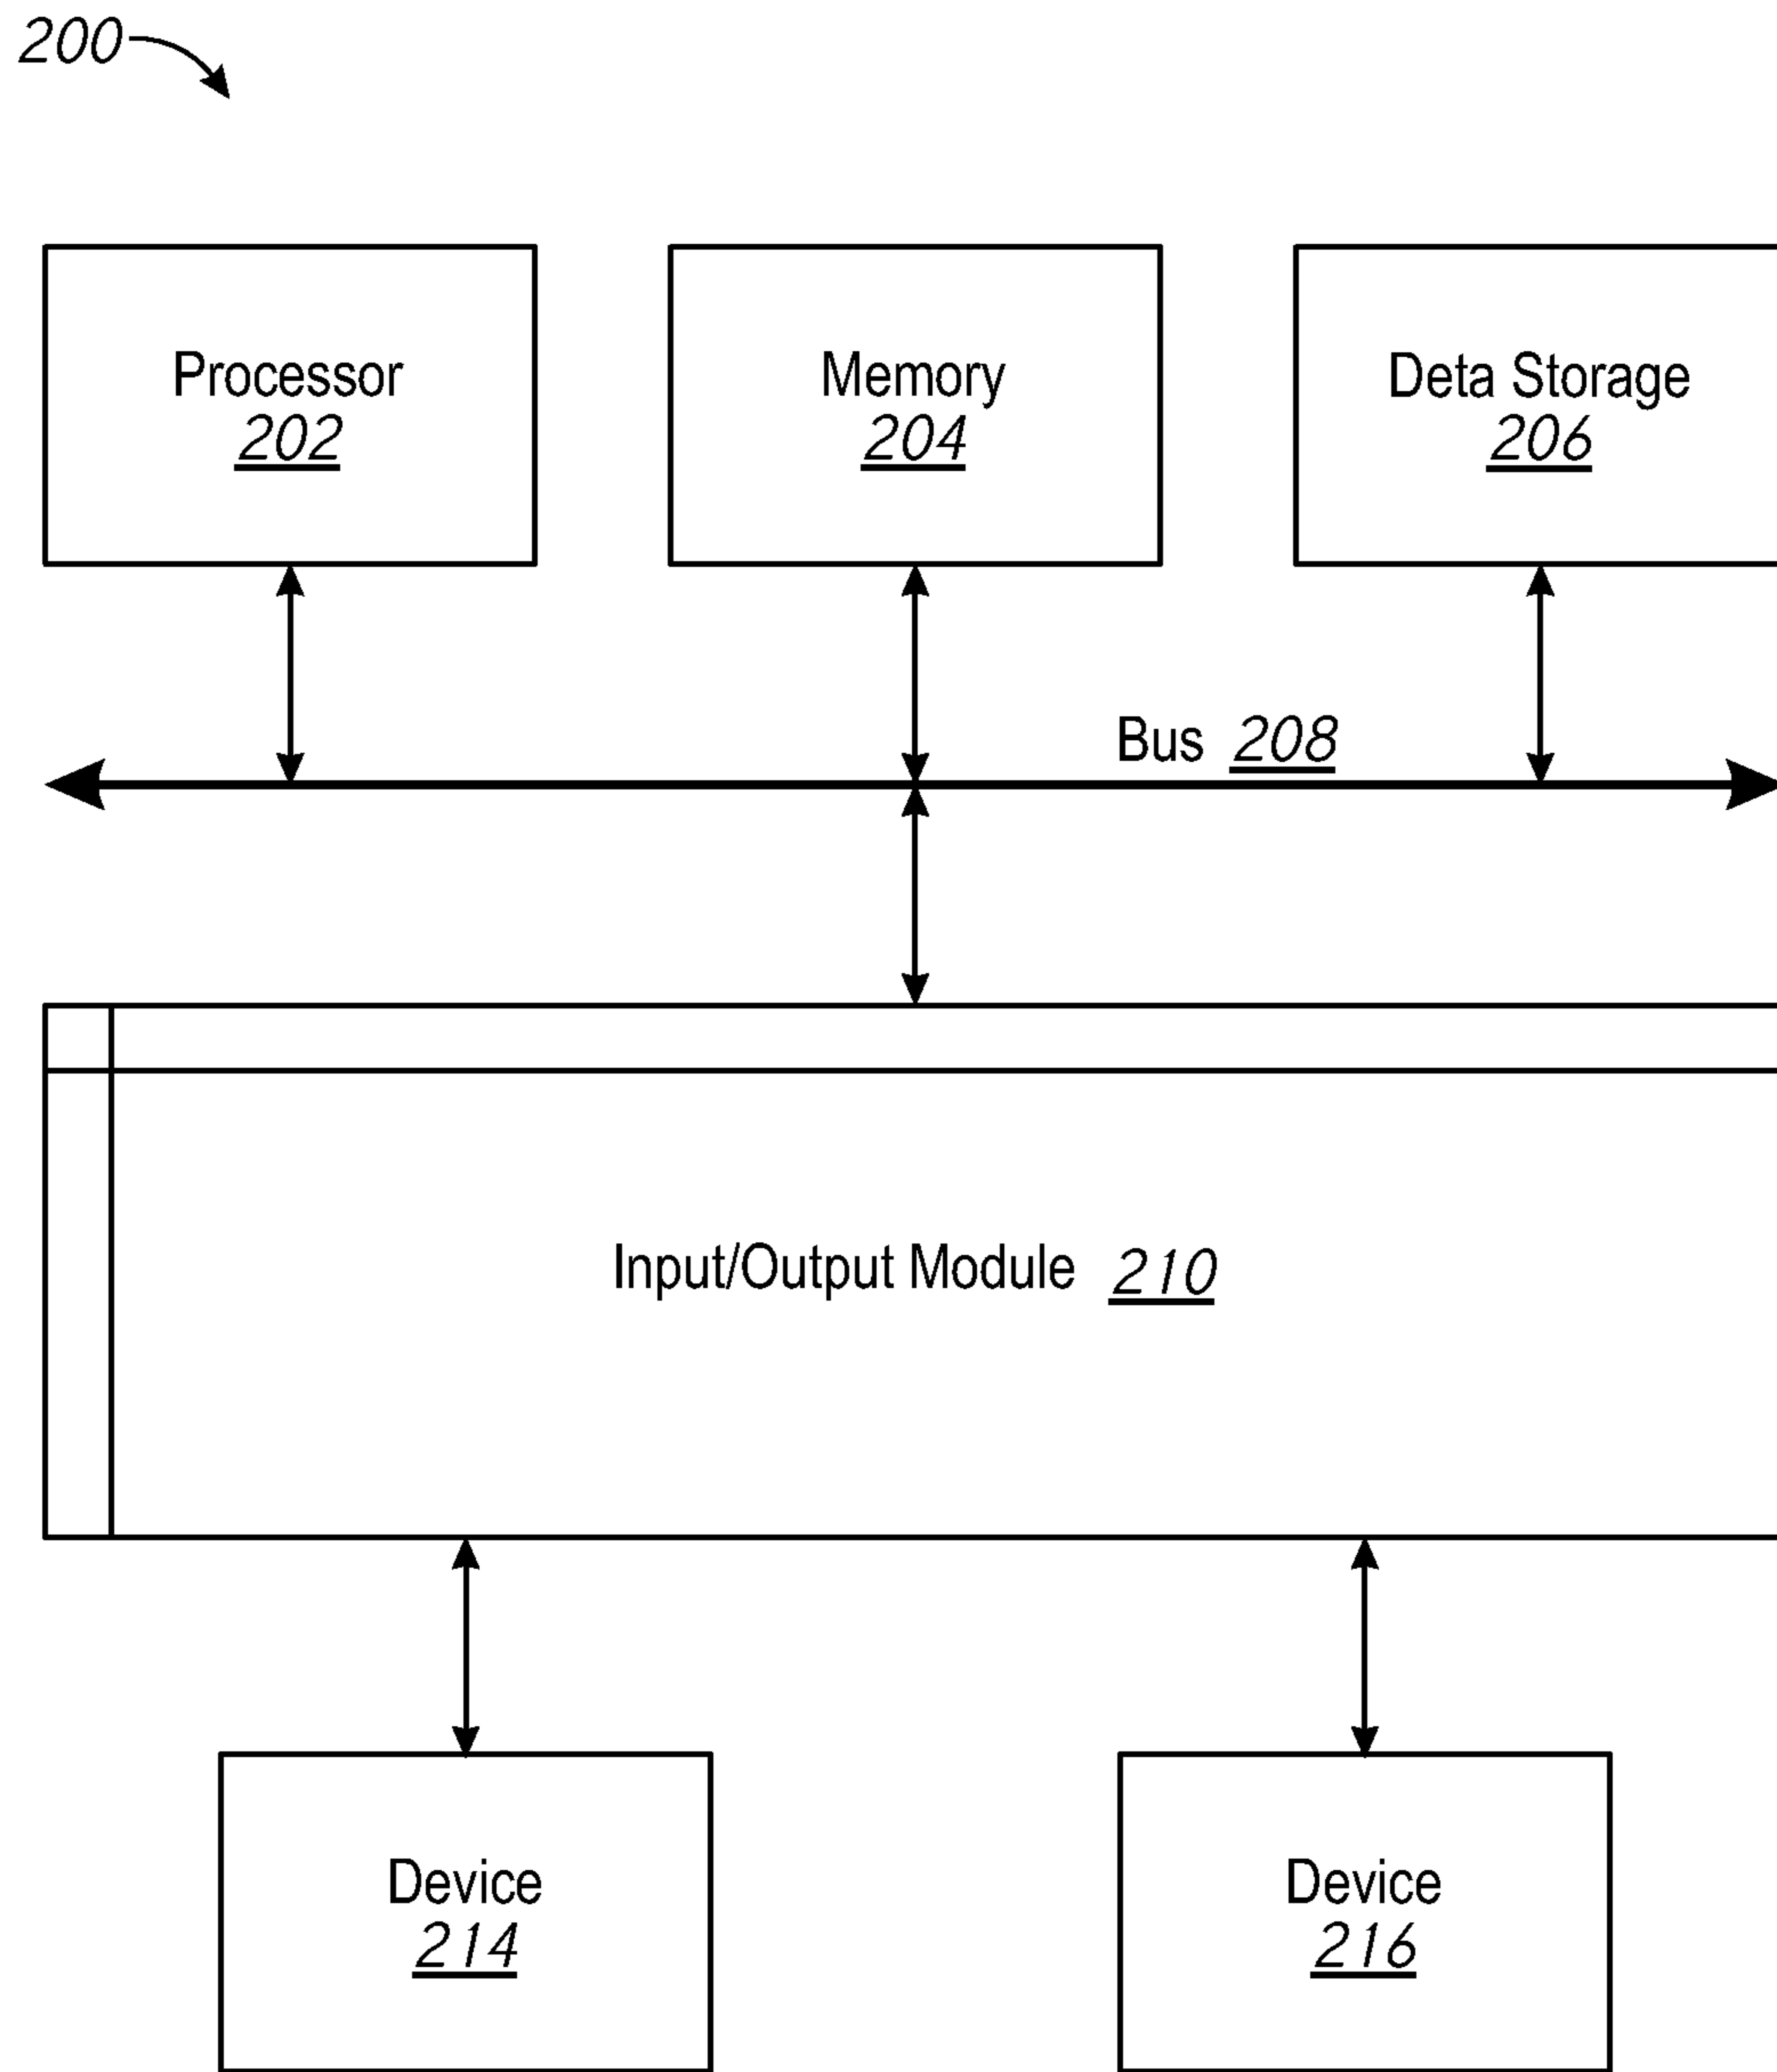 200
Processor
202
Memory
204
Deta Storage
206
Bus 208
Input/Output Module 210
Device
214
Device
216